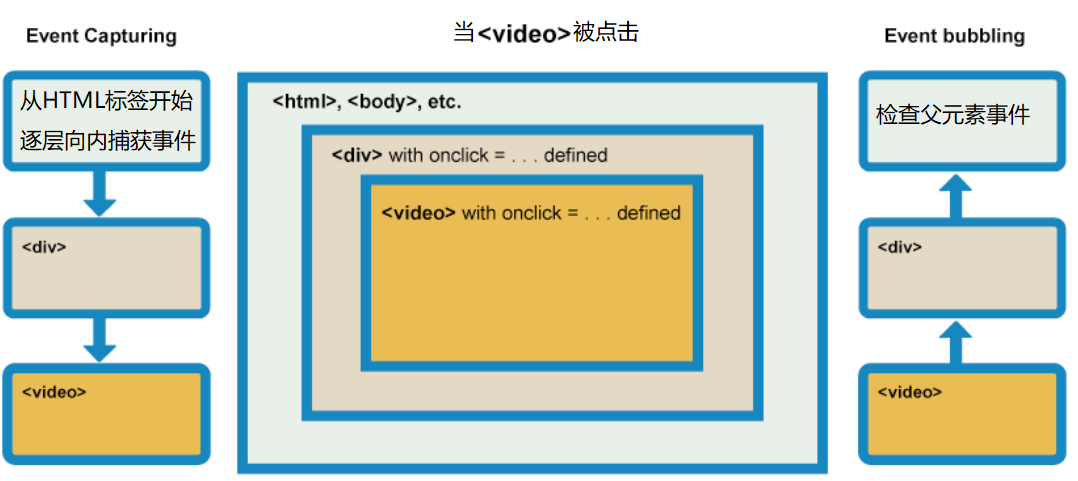 Event Capturing
从HTML标签开始
逐层向内捕获事件
<div>
<video>
当<video>被点击
<html>, <body>, etc.
<div> with onclick = . . . defined
<video> with onclick = . . . defined
Event bubbling
检查父元素事件
<div>
<video>